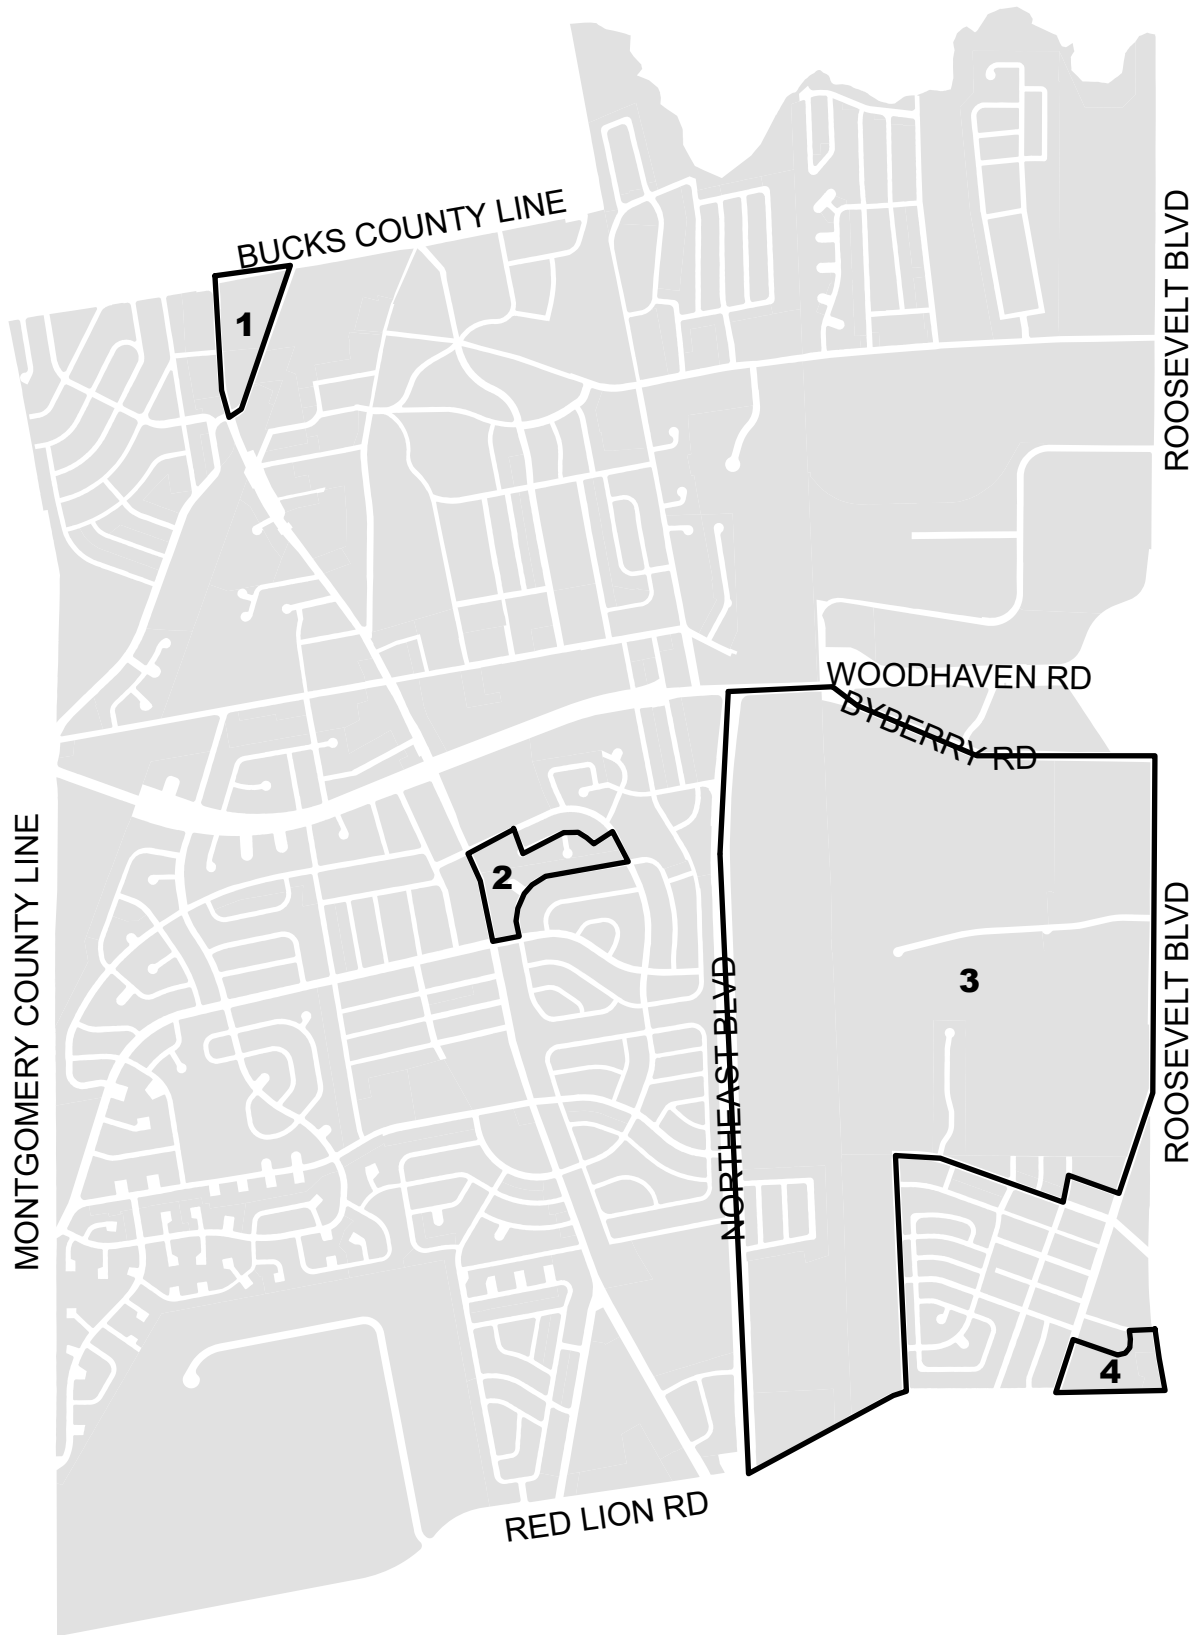 BUCKS COUNTY LINE
ROOSEVELT BLVD
1
WOODHAVEN RD
BYBERRY RD
MONTGOMERY COUNTY LINE
2
NORTHEAST BLVD
3
ROOSEVELT BLVD
4
RED LION RD